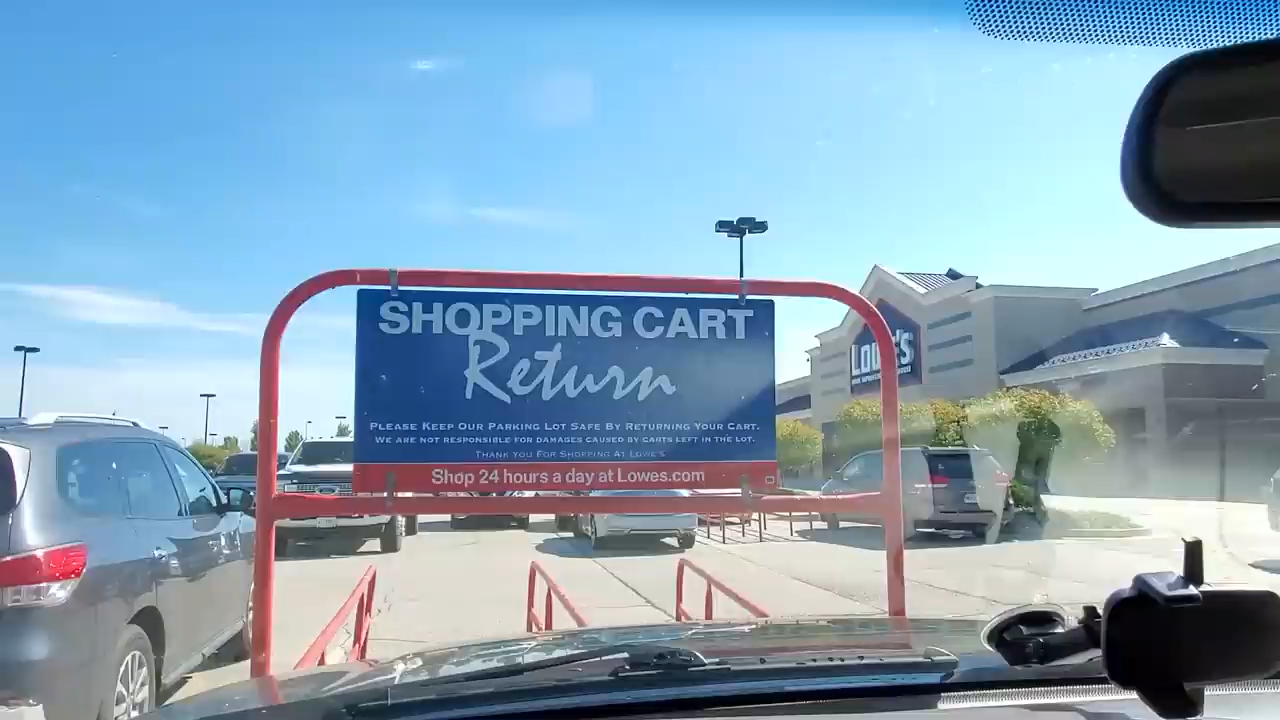 SHOPPING CART
Return
PLEASE KEEP OUR PARKING LOT SAFE BY RETURNING YOUR CART.
WE ARE NOT RESPONSIBLE FOR DAMAGES CAUSED BY CARTS LEFT IN THE LOT.
THANK YOU FOR SHOPPING AT LOWE'S
Shop 24 hours a day at Lowes.com
LOWE'S